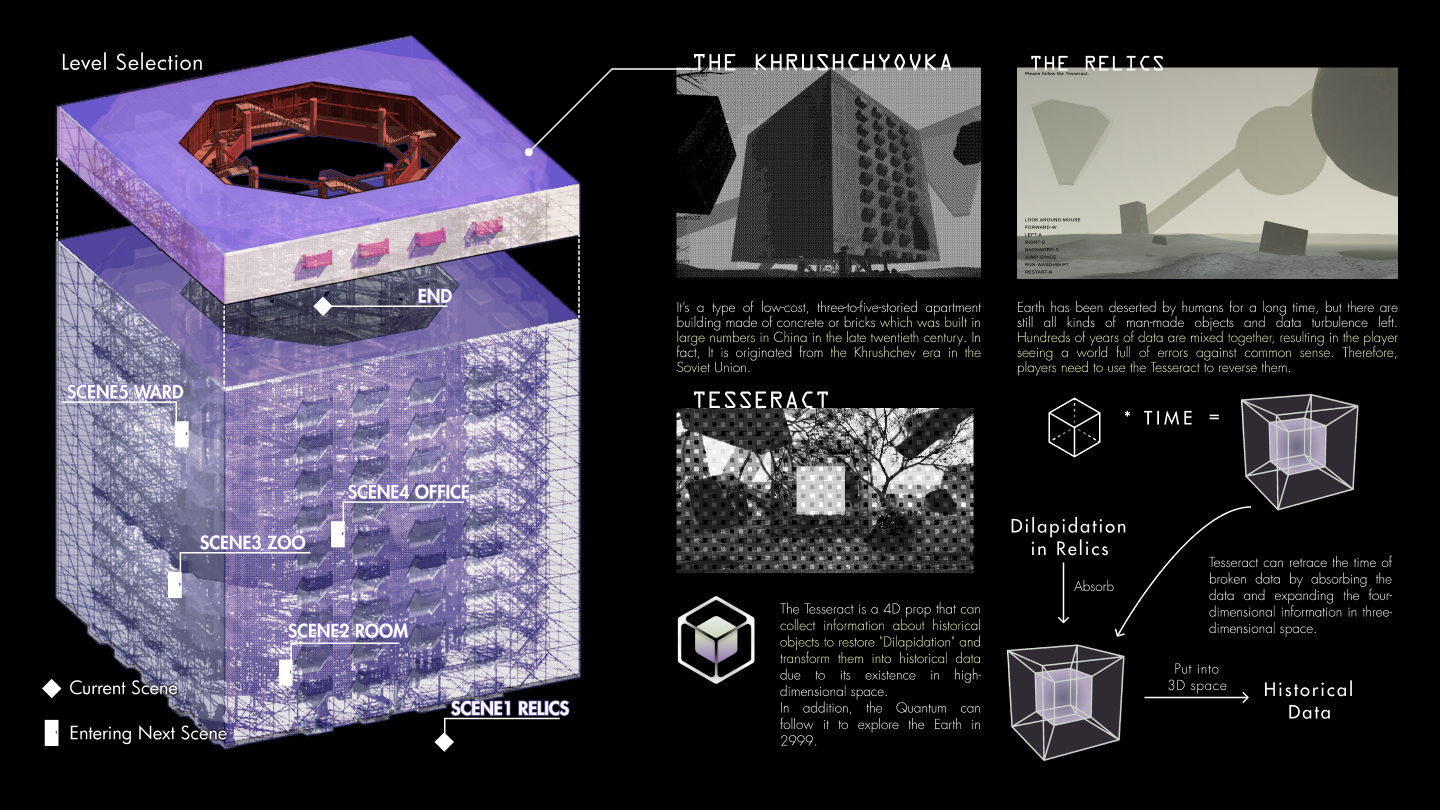 Level Selection
END
SCENE5 WARD
SCENE4 OFFICE
SCENE3 ZOO
SCENE2 ROOM
SCENE1 RELICS
Current Scene
Entering Next Scene
THE KHRUSHCHYOVKA
It's a type of low-cost, three-to-five-storied apartment
building made of concrete or bricks which was built in
large numbers in China in the late twentieth century. In
fact, It is originated from the Khrushchev era in the
Soviet Union.
TESSERACT
The Tesseract is a 4D prop that can
collect information about historical
objects to restore "Dilapidation" and
transform them into historical data
due to its existence in high-
dimensional space.
In addition, the Quantum can
follow it to explore the Earth in
2999.
THE RELICS
Please follow the Tesseract.
LOOK AROUND-MOUSE
FORWARD-W
LEFT-A
RIGHT-D
BACKWORD-S
JUMP-SPACE
RUN-WASD+SHIFT
RESTART-R
Earth has been deserted by humans for a long time, but there are
still all kinds of man-made objects and data turbulence left.
Hundreds of years of data are mixed together, resulting in the player
seeing a world full of errors against common sense. Therefore,
players need to use the Tesseract to reverse them.
* TIME =
Dilapidation
in Relics
Absorb
Tesseract can retrace the time of
broken data by absorbing the
data and expanding the four-
dimensional information in three-
dimensional space.
Put into
3D space
Historical
Data